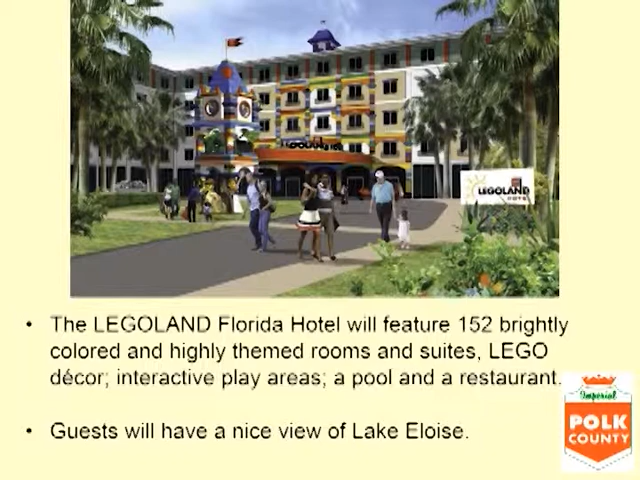 LEGOLAND
LEGOLAND
HOTEL
• The LEGOLAND Florida Hotel will feature 152 brightly
colored and highly themed rooms and suites, LEGO
décor; interactive play areas; a pool and a restaurant.
• Guests will have a nice view of Lake Eloise.
Imperial
POLK
COUNTY